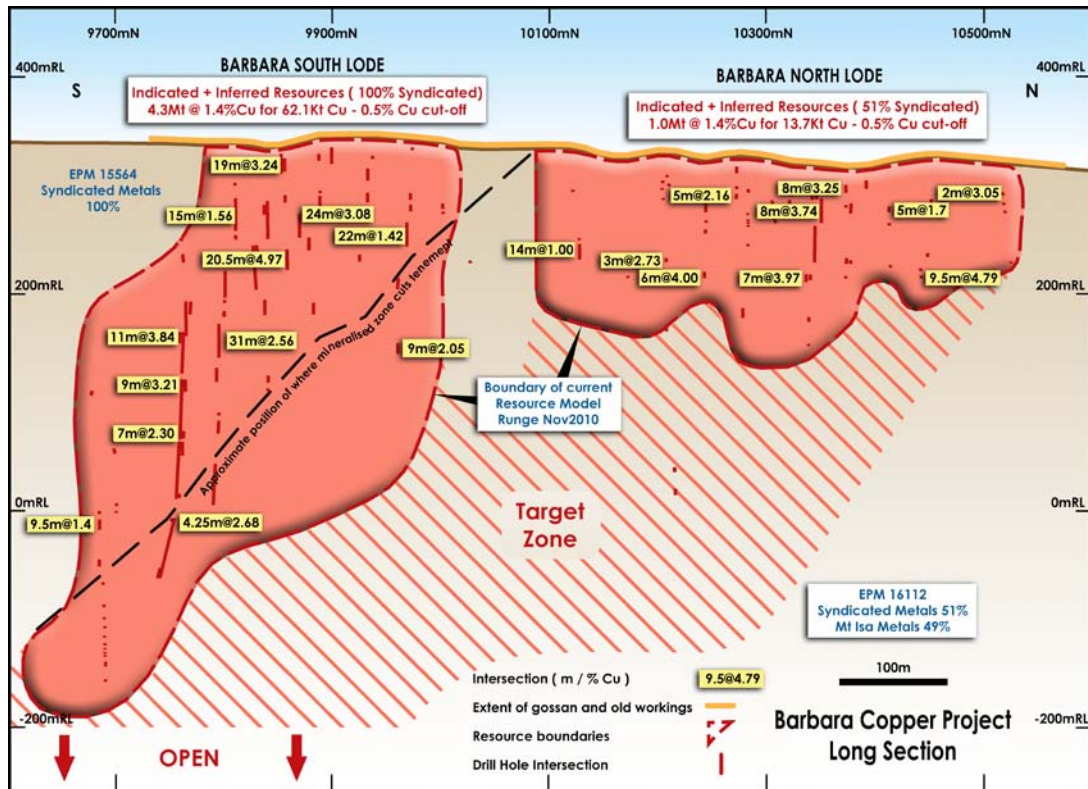 9700mN
9900mN
10100mN
10300mN
10500mN
400mRL
400mRL
S
N
BARBARA SOUTH LODE
Indicated + Inferred Resources ( 100% Syndicated)
4.3Mt @ 1.4%Cu for 62.1Kt Cu - 0.5% Cu cut-off
BARBARA NORTH LODE
Indicated + Inferred Resources ( 51% Syndicated)
1.0Mt @ 1.4%Cu for 13.7Kt Cu - 0.5% Cu cut-off
EPM 15564
Syndicated Metals
100%
19m@3.24
15m@1.56
24m@3.08
22m@1.42
20.5m@4.97
5m@2.16
8m@3.25
8m@3.74
2m@3.05
5m@1.7
14m@1.00
3m@2.73
6m@4.00
7m@3.97
9.5m@4.79
200mRL
200mRL
11m@3.84
31m@2.56
9m@2.05
9m@3.21
7m@2.30
Approximate position of where mineralised zone cuts tenement
Boundary of current
Resource Model
Runge Nov2010
0mRL
0mRL
9.5m@1.4
4.25m@2.68
Target
Zone
EPM 16112
Syndicated Metals 51%
Mt Isa Metals 49%
100m
Intersection ( m / % Cu )
9.5@4.79
Extent of gossan and old workings
Resource boundaries
Drill Hole Intersection
-200mRL
-200mRL
OPEN
Barbara Copper Project
Long Section